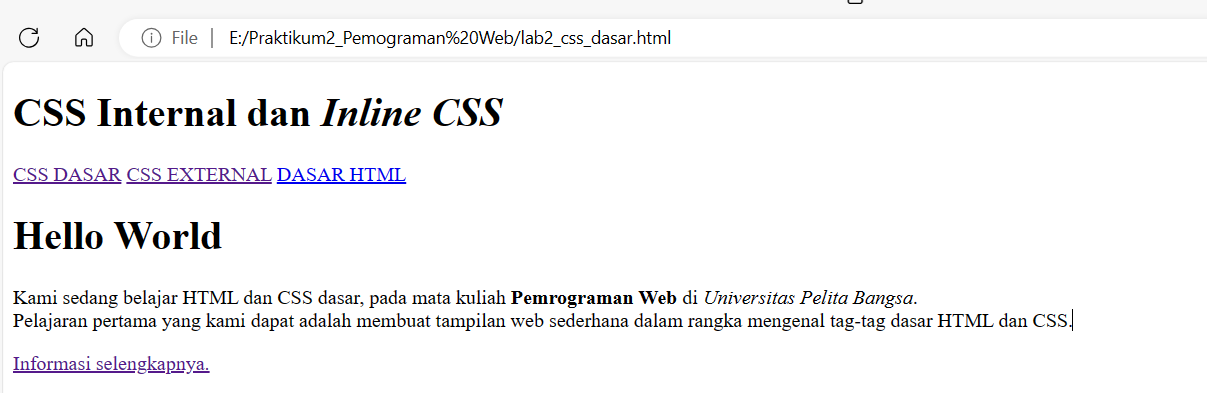 File | E:/Praktikum2_Pemograman%20Web/lab2_css_dasar.html
CSS Internal dan Inline CSS
CSS DASAR CSS EXTERNAL DASAR HTML
Hello World
Kami sedang belajar HTML dan CSS dasar, pada mata kuliah Pemrograman Web di Universitas Pelita Bangsa.
Pelajaran pertama yang kami dapat adalah membuat tampilan web sederhana dalam rangka mengenal tag-tag dasar HTML dan CSS.
Informasi selengkapnya.